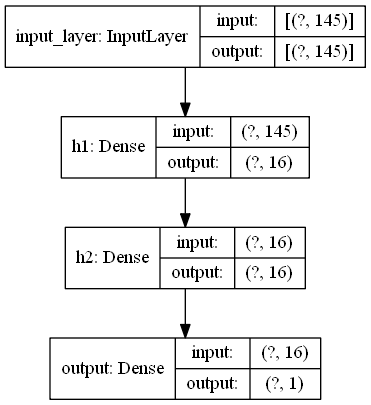 input_layer: InputLayer
input:
[(?, 145)]
output:
[(?, 145)]
h1: Dense
input:
(?, 145)
output:
(?, 16)
h2: Dense
input:
(?, 16)
output:
(?, 16)
output: Dense
input:
(?, 16)
output:
(?, 1)